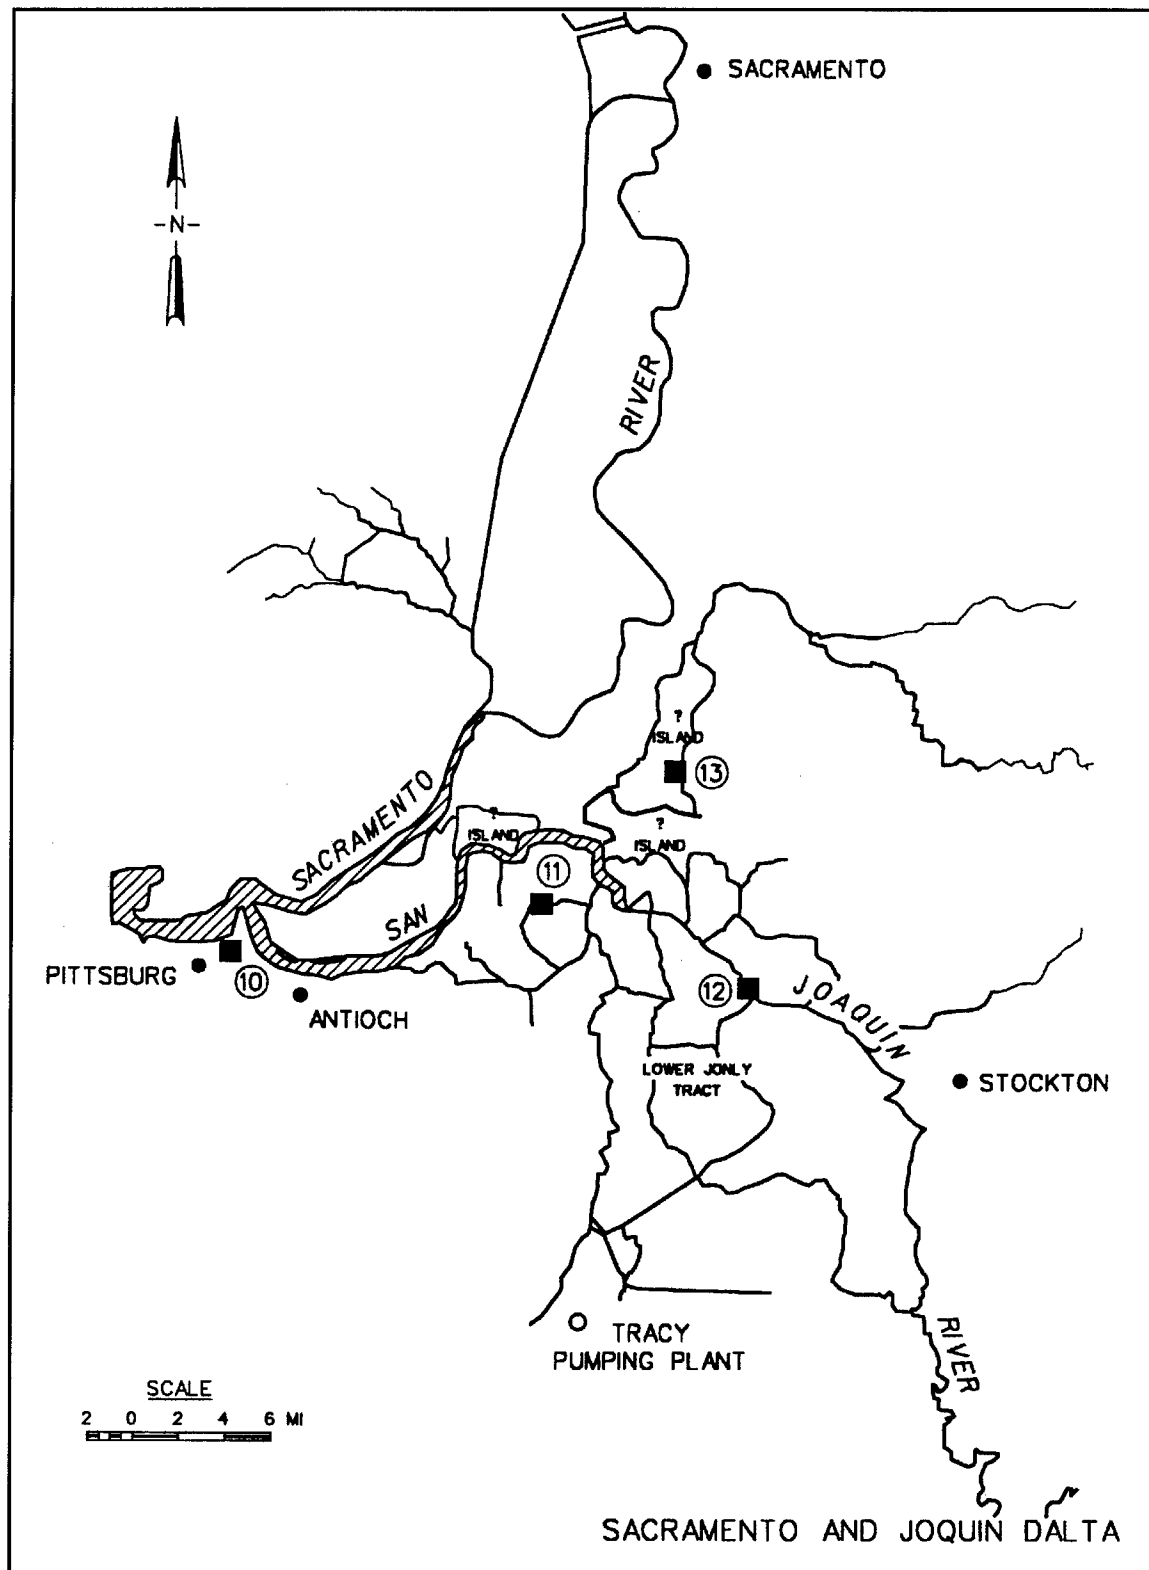 SACRAMENTO
-N-
RIVER
?
ISLAND
13
SACRAMENTO
?
ISLAND
?
ISLAND
11
SAN
PITTSBURG
10
ANTIOCH
12
JOAQUIN
LOWER JONLY
TRACT
STOCKTON
TRACY
PUMPING PLANT
RIVER
SCALE
2 0 2 4 6 MI
SACRAMENTO AND JOQUIN DALTA